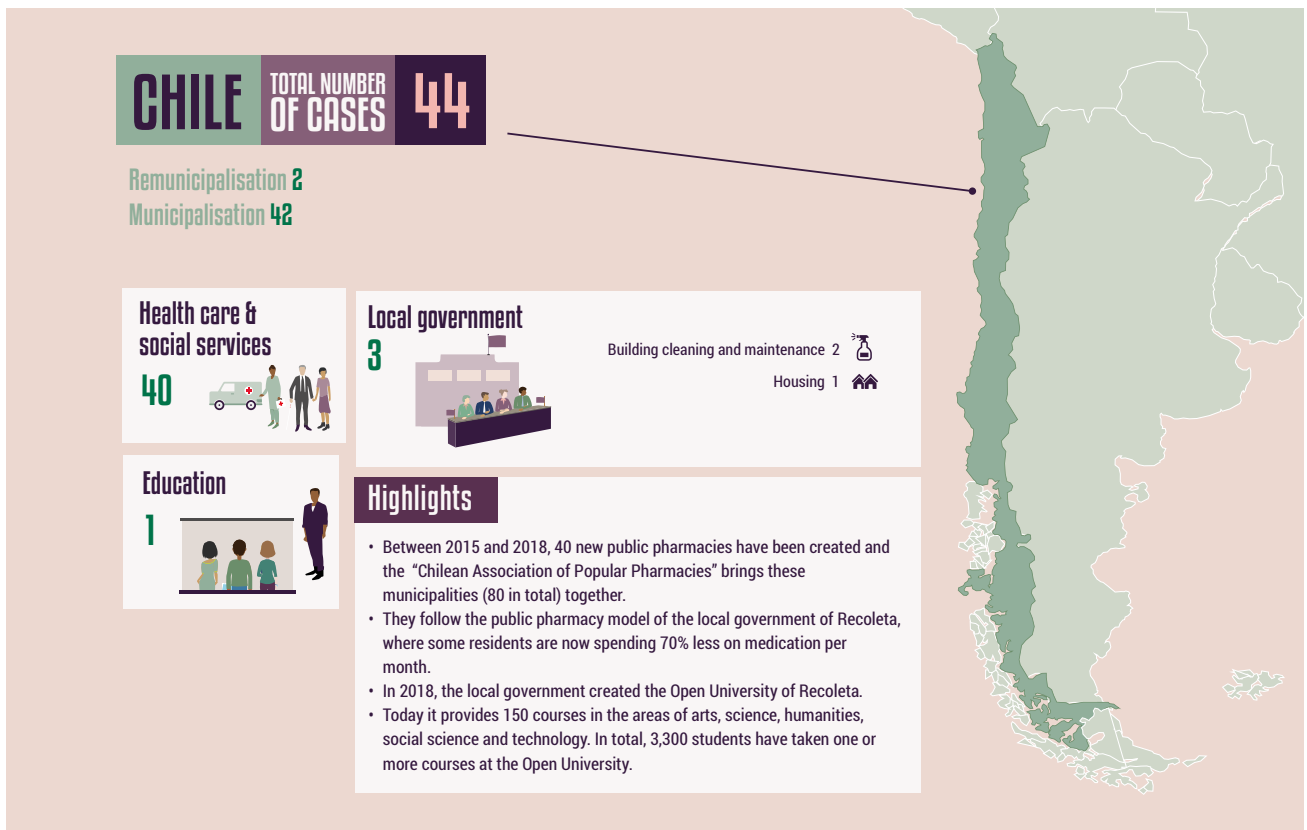 CHILE
TOTAL NUMBER
OF CASES
44
Remunicipalisation 2
Municipalisation 42
Health care &
social services
40
Local government
3
Building cleaning and maintenance 2
Housing 1
Education
1
Highlights
• Between 2015 and 2018, 40 new public pharmacies have been created and
the “Chilean Association of Popular Pharmacies” brings these
municipalities (80 in total) together.
• They follow the public pharmacy model of the local government of Recoleta,
where some residents are now spending 70% less on medication per
month.
• In 2018, the local government created the Open University of Recoleta.
• Today it provides 150 courses in the areas of arts, science, humanities,
social science and technology. In total, 3,300 students have taken one or
more courses at the Open University.